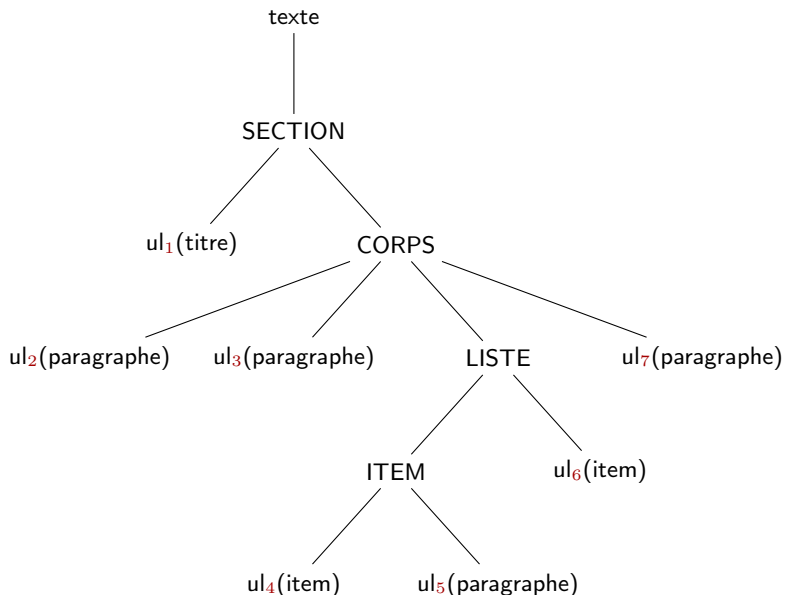 texte
SECTION
ul₁(titre)
CORPS
ul₂(paragraphe) ul₃(paragraphe) LISTE ul₇(paragraphe)
ITEM ul₆(item)
ul₄(item) ul₅(paragraphe)